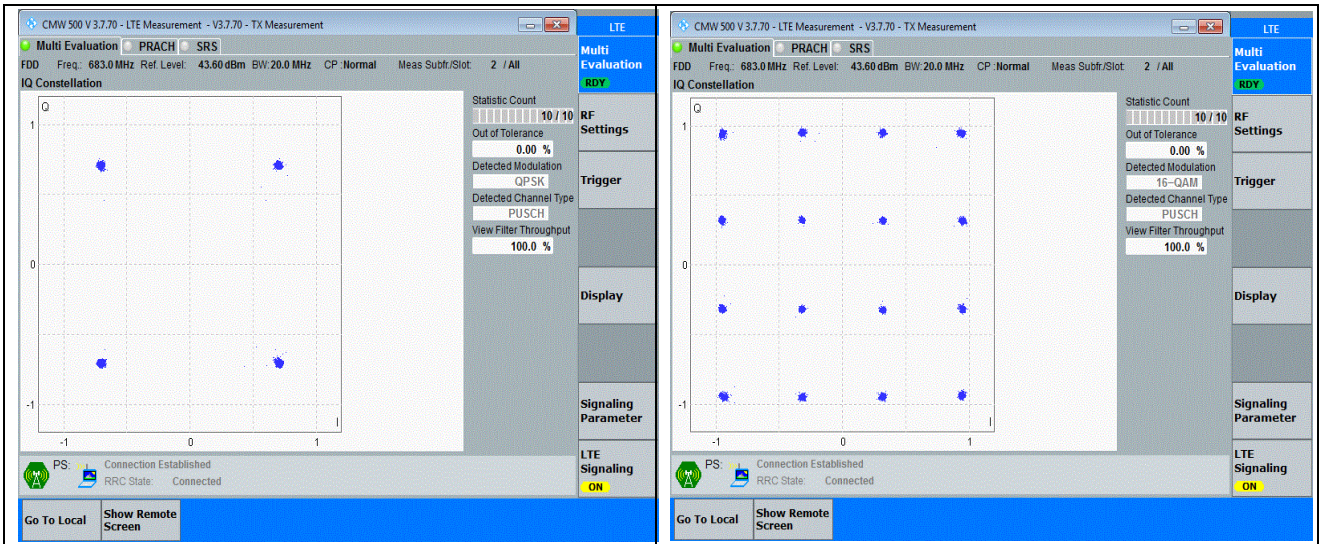 CMW 500 V 3.7.70 - LTE Measurement - V3.7.70 - TX Measurement
LTE
Multi Evaluation PRACH SRS
Multi
Evaluation
RDY
FDD Freq.: 683.0 MHz Ref. Level: 43.60 dBm BW: 20.0 MHz CP : Normal Meas Subfr./Slot: 2 / All
IQ Constellation
Q
1
0
-1
-1 0 1
I
Statistic Count
10 / 10
Out of Tolerance
0.00 %
Detected Modulation
QPSK
Detected Channel Type
PUSCH
View Filter Throughput
100.0 %
RF
Settings
Trigger
Display
Signaling
Parameter
LTE
Signaling
ON
PS: Connection Established
RRC State: Connected
Go To Local
Show Remote
Screen
CMW 500 V 3.7.70 - LTE Measurement - V3.7.70 - TX Measurement
LTE
Multi Evaluation PRACH SRS
Multi
Evaluation
RDY
FDD Freq.: 683.0 MHz Ref. Level: 43.60 dBm BW: 20.0 MHz CP : Normal Meas Subfr./Slot: 2 / All
IQ Constellation
Q
1
0
-1
-1 0 1
I
Statistic Count
10 / 10
Out of Tolerance
0.00 %
Detected Modulation
16-QAM
Detected Channel Type
PUSCH
View Filter Throughput
100.0 %
RF
Settings
Trigger
Display
Signaling
Parameter
LTE
Signaling
ON
PS: Connection Established
RRC State: Connected
Go To Local
Show Remote
Screen